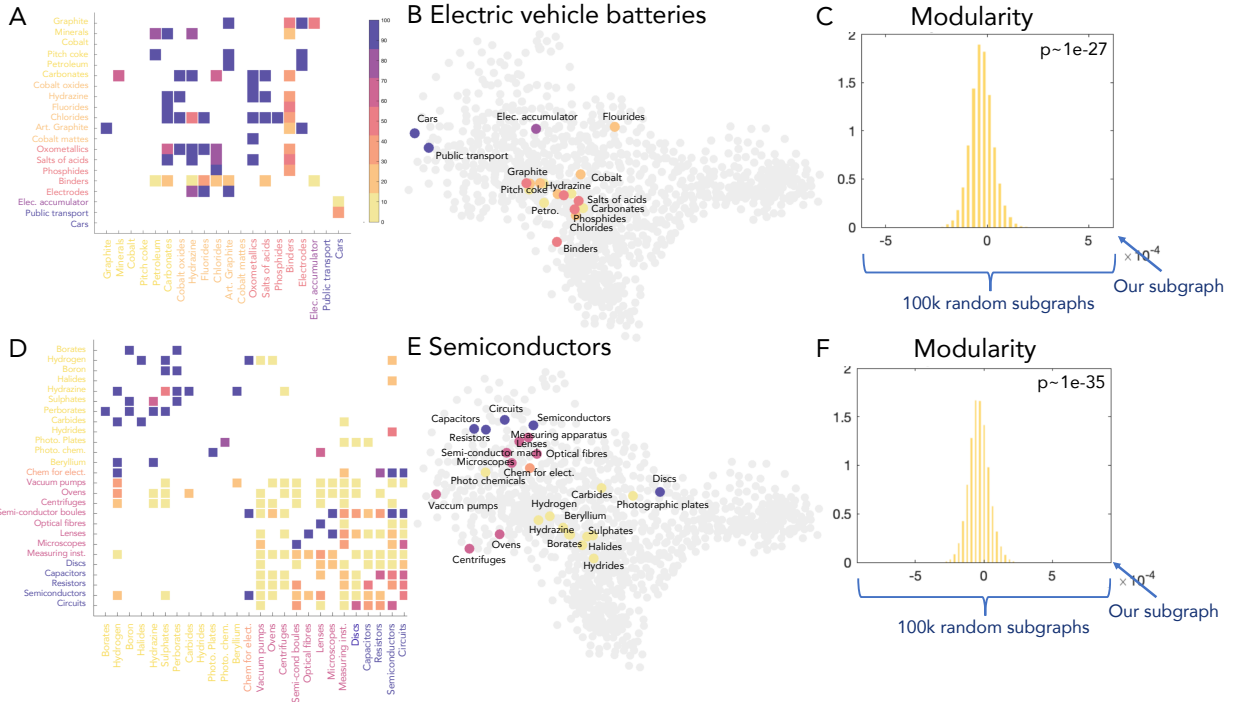 A
Graphite
Minerals
Cobalt
Pitch coke
Petroleum
Carbonates
Cobalt oxides
Hydrazine
Fluorides
Chlorides
Art. Graphite
Cobalt mattes
Oxometallics
Salts of acids
Phosphides
Binders
Electrodes
Elec. accumulator
Public transport
Cars
Graphite
Minerals
Cobalt
Pitch coke
Petroleum
Carbonates
Cobalt oxides
Hydrazine
Fluorides
Chlorides
Art. Graphite
Cobalt mattes
Oxometallics
Salts of acids
Phosphides
Binders
Electrodes
Elec. accumulator
Public transport
Cars
100
90
80
70
60
50
40
30
20
10
0
B Electric vehicle batteries
Cars
Public transport
Elec. accumulator
Flourides
Graphite
Cobalt
Pitch coke
Hydrazine
Petro.
Salts of acids
Carbonates
Phosphides
Chlorides
Binders
C
Modularity
p~1e-27
2
1.5
1
0.5
0
-5
0
5
× 10⁻⁴
100k random subgraphs
Our subgraph
D
Borates
Hydrogen
Boron
Halides
Hydrazine
Sulphates
Perborates
Carbides
Hydrides
Photo. Plates
Photo. chem.
Beryllium
Chem for elect.
Vacuum pumps
Ovens
Centrifuges
Semi-conductor boules
Optical fibres
Lenses
Microscopes
Measuring inst.
Discs
Capacitors
Resistors
Semiconductors
Circuits
Borates
Hydrogen
Boron
Halides
Hydrazine
Sulphates
Perborates
Carbides
Hydrides
Photo. Plates
Photo. chem.
Beryllium
Chem for elect.
Vacuum pumps
Ovens
Centrifuges
Semi-cond boules
Optical fibres
Lenses
Microscopes
Measuring inst.
Discs
Capacitors
Resistors
Semiconductors
Circuits
E Semiconductors
Circuits
Capacitors
Semiconductors
Resistors
Measuring apparatus
Lenses
Semi-conductor mach
Optical fibres
Microscopes
Chem for elect.
Photo chemicals
Discs
Carbides
Vaccum pumps
Hydrogen
Photographic plates
Beryllium
Hydrazine
Sulphates
Ovens
Borates
Halides
Centrifuges
Hydrides
F
Modularity
p~1e-35
2
1.5
1
0.5
0
-5
0
5
× 10⁻⁴
100k random subgraphs
Our subgraph